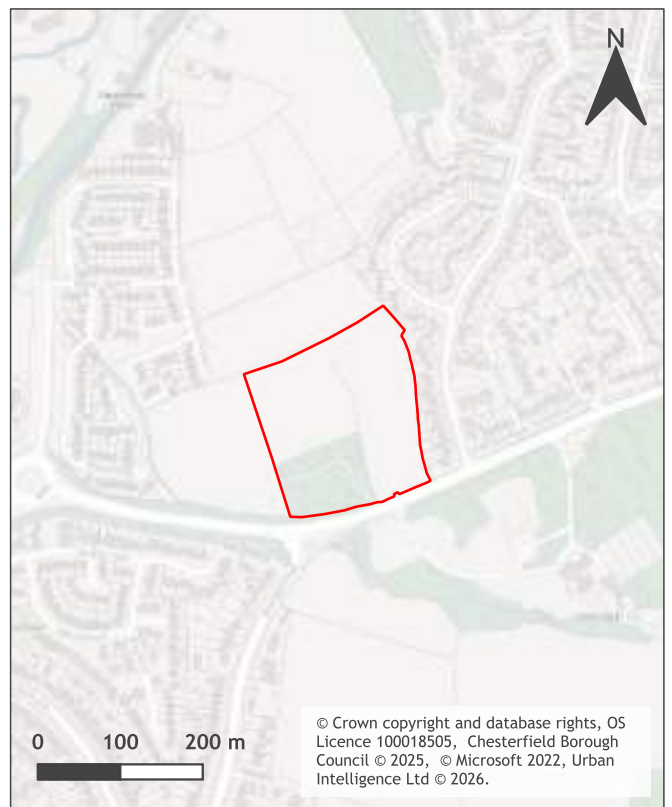 N
0 100 200 m
© Crown copyright and database rights, OS
Licence 100018505, Chesterfield Borough
Council © 2025, © Microsoft 2022, Urban
Intelligence Ltd © 2026.